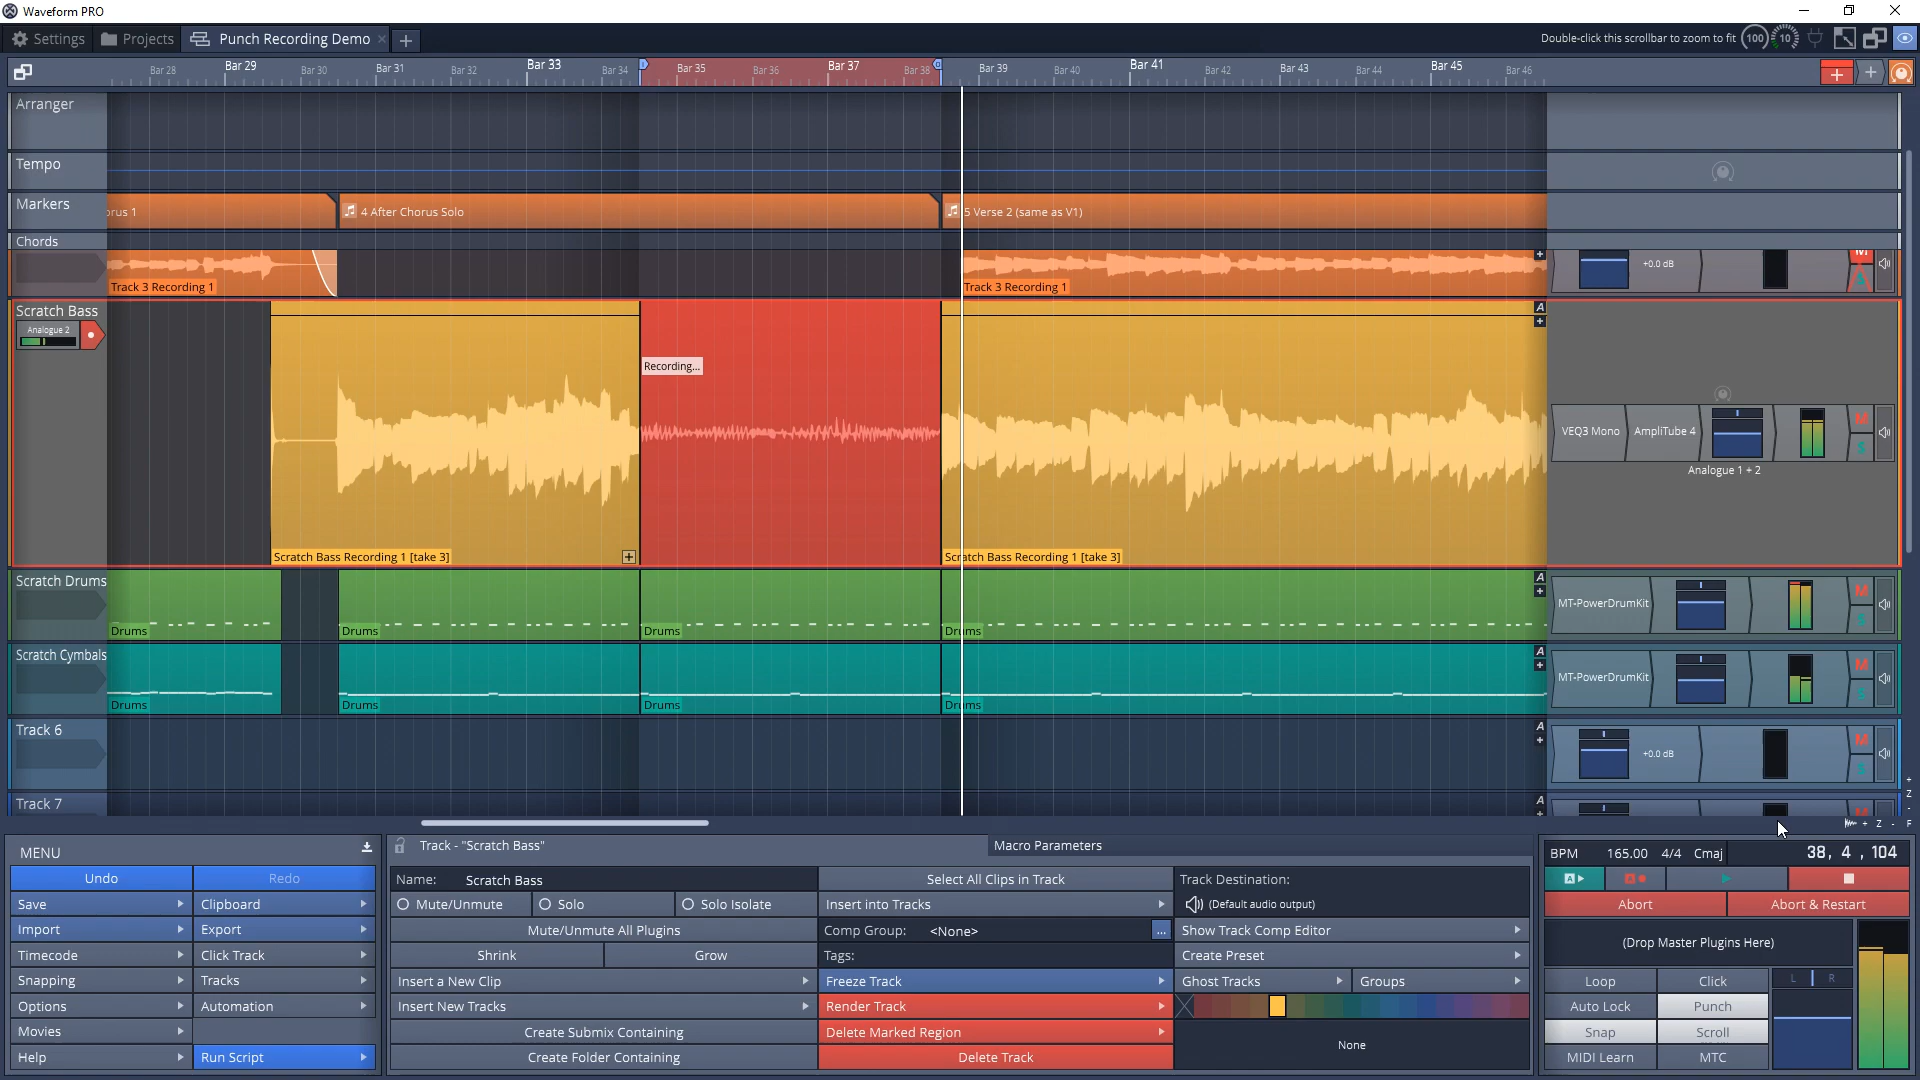 Waveform PRO
Settings
Projects
Punch Recording Demo
Double-click this scrollbar to zoom to fit
100
10
Bar 28
Bar 29
Bar 30
Bar 31
Bar 32
Bar 33
Bar 34
Bar 35
Bar 36
Bar 37
Bar 38
Bar 39
Bar 40
Bar 41
Bar 42
Bar 43
Bar 44
Bar 45
Bar 46
Arranger
Tempo
Markers
orus 1
4 After Chorus Solo
5 Verse 2 (same as V1)
Chords
Track 3 Recording 1
Track 3 Recording 1
+0.0 dB
Scratch Bass
Analogue 2
Recording...
A
Scratch Bass Recording 1 [take 3]
Scratch Bass Recording 1 [take 3]
VEQ3 Mono
AmpliTube 4
M
S
Analogue 1 + 2
Scratch Drums
Drums
Drums
Drums
Drums
A
MT-PowerDrumKit
M
S
Scratch Cymbals
Drums
Drums
Drums
Drums
A
MT-PowerDrumKit
M
S
Track 6
A
+0.0 dB
M
S
Track 7
A
M
+ Z - F
+ Z -
MENU
Undo
Redo
Save
Clipboard
Import
Export
Timecode
Click Track
Snapping
Tracks
Options
Automation
Movies
Help
Run Script
Track - "Scratch Bass"
Macro Parameters
Name: Scratch Bass
Select All Clips in Track
Track Destination:
Mute/Unmute
Solo
Solo Isolate
Insert into Tracks
(Default audio output)
Mute/Unmute All Plugins
Comp Group: <None>
...
Show Track Comp Editor
Shrink
Grow
Tags:
Create Preset
Insert a New Clip
Freeze Track
Ghost Tracks
Groups
Insert New Tracks
Render Track
Create Submix Containing
Delete Marked Region
Create Folder Containing
Delete Track
None
BPM 165.00 4/4 Cmaj
38, 4 , 104
A
A
Abort
Abort & Restart
(Drop Master Plugins Here)
Loop
Click
L R
Auto Lock
Punch
Snap
Scroll
MIDI Learn
MTC